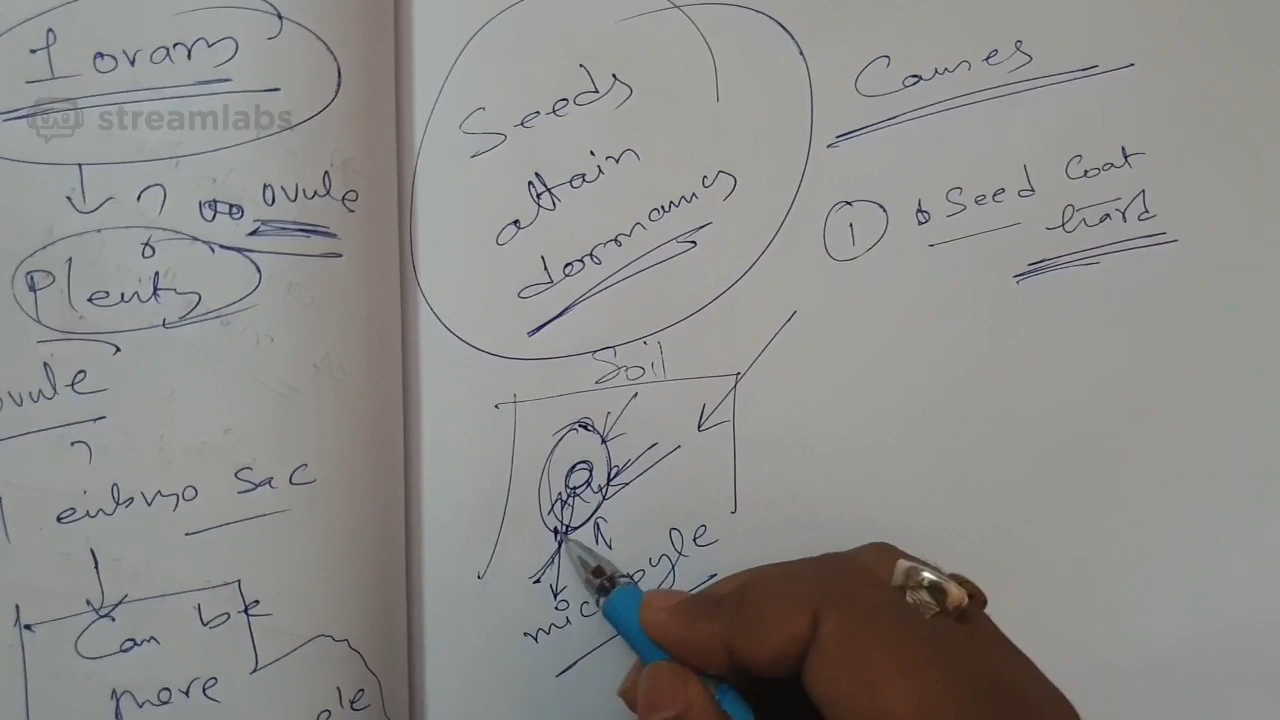 1 ovary
streamlabs
∞ ovule
Plenty
ovule
1 embryo sac
Can be
more
Seeds
attain
dormancy
Soil
micropyle
Causes
① Seed Coat
hard